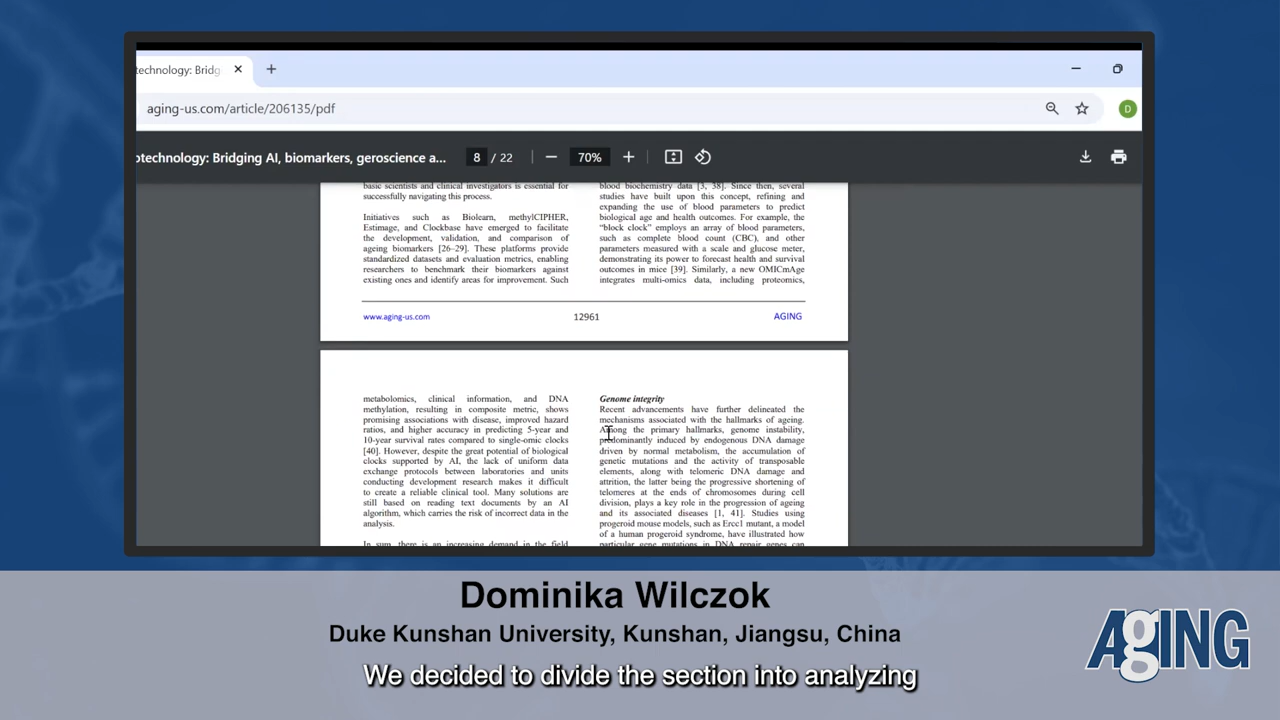 technology: Bridg
aging-us.com/article/206135/pdf
D
otechnology: Bridging AI, biomarkers, geroscience a...
8 / 22
70%
basic scientists and clinical investigators is essential for
successfully navigating this process.
Initiatives such as Biolearn, methylCIPHER,
Estimage, and Clockbase have emerged to facilitate
the development, validation, and comparison of
ageing biomarkers [26–29]. These platforms provide
standardized datasets and evaluation metrics, enabling
researchers to benchmark their biomarkers against
existing ones and identify areas for improvement. Such
blood biochemistry data [3, 38]. Since then, several
studies have built upon this concept, refining and
expanding the use of blood parameters to predict
biological age and health outcomes. For example, the
“block clock” employs an array of blood parameters,
such as complete blood count (CBC), and other
parameters measured with a scale and glucose meter,
demonstrating its power to forecast health and survival
outcomes in mice [39]. Similarly, a new OMICmAge
integrates multi-omics data, including proteomics,
www.aging-us.com
12961
AGING
metabolomics, clinical information, and DNA
methylation, resulting in composite metric, shows
promising associations with disease, improved hazard
ratios, and higher accuracy in predicting 5-year and
10-year survival rates compared to single-omic clocks
[40]. However, despite the great potential of biological
clocks supported by AI, the lack of uniform data
exchange protocols between laboratories and units
conducting development research makes it difficult
to create a reliable clinical tool. Many solutions are
still based on reading text documents by an AI
algorithm, which carries the risk of incorrect data in the
analysis.
In sum, there is an increasing demand in the field
Genome integrity
Recent advancements have further delineated the
mechanisms associated with the hallmarks of ageing.
Among the primary hallmarks, genome instability,
predominantly induced by endogenous DNA damage
driven by normal metabolism, the accumulation of
genetic mutations and the activity of transposable
elements, along with telomeric DNA damage and
attrition, the latter being the progressive shortening of
telomeres at the ends of chromosomes during cell
division, plays a key role in the progression of ageing
and its associated diseases [1, 41]. Studies using
progeroid mouse models, such as Ercc1 mutant, a model
of a human progeroid syndrome, have illustrated how
particular gene mutations in DNA repair genes can
Dominika Wilczok
Duke Kunshan University, Kunshan, Jiangsu, China
AgING
We decided to divide the section into analyzing